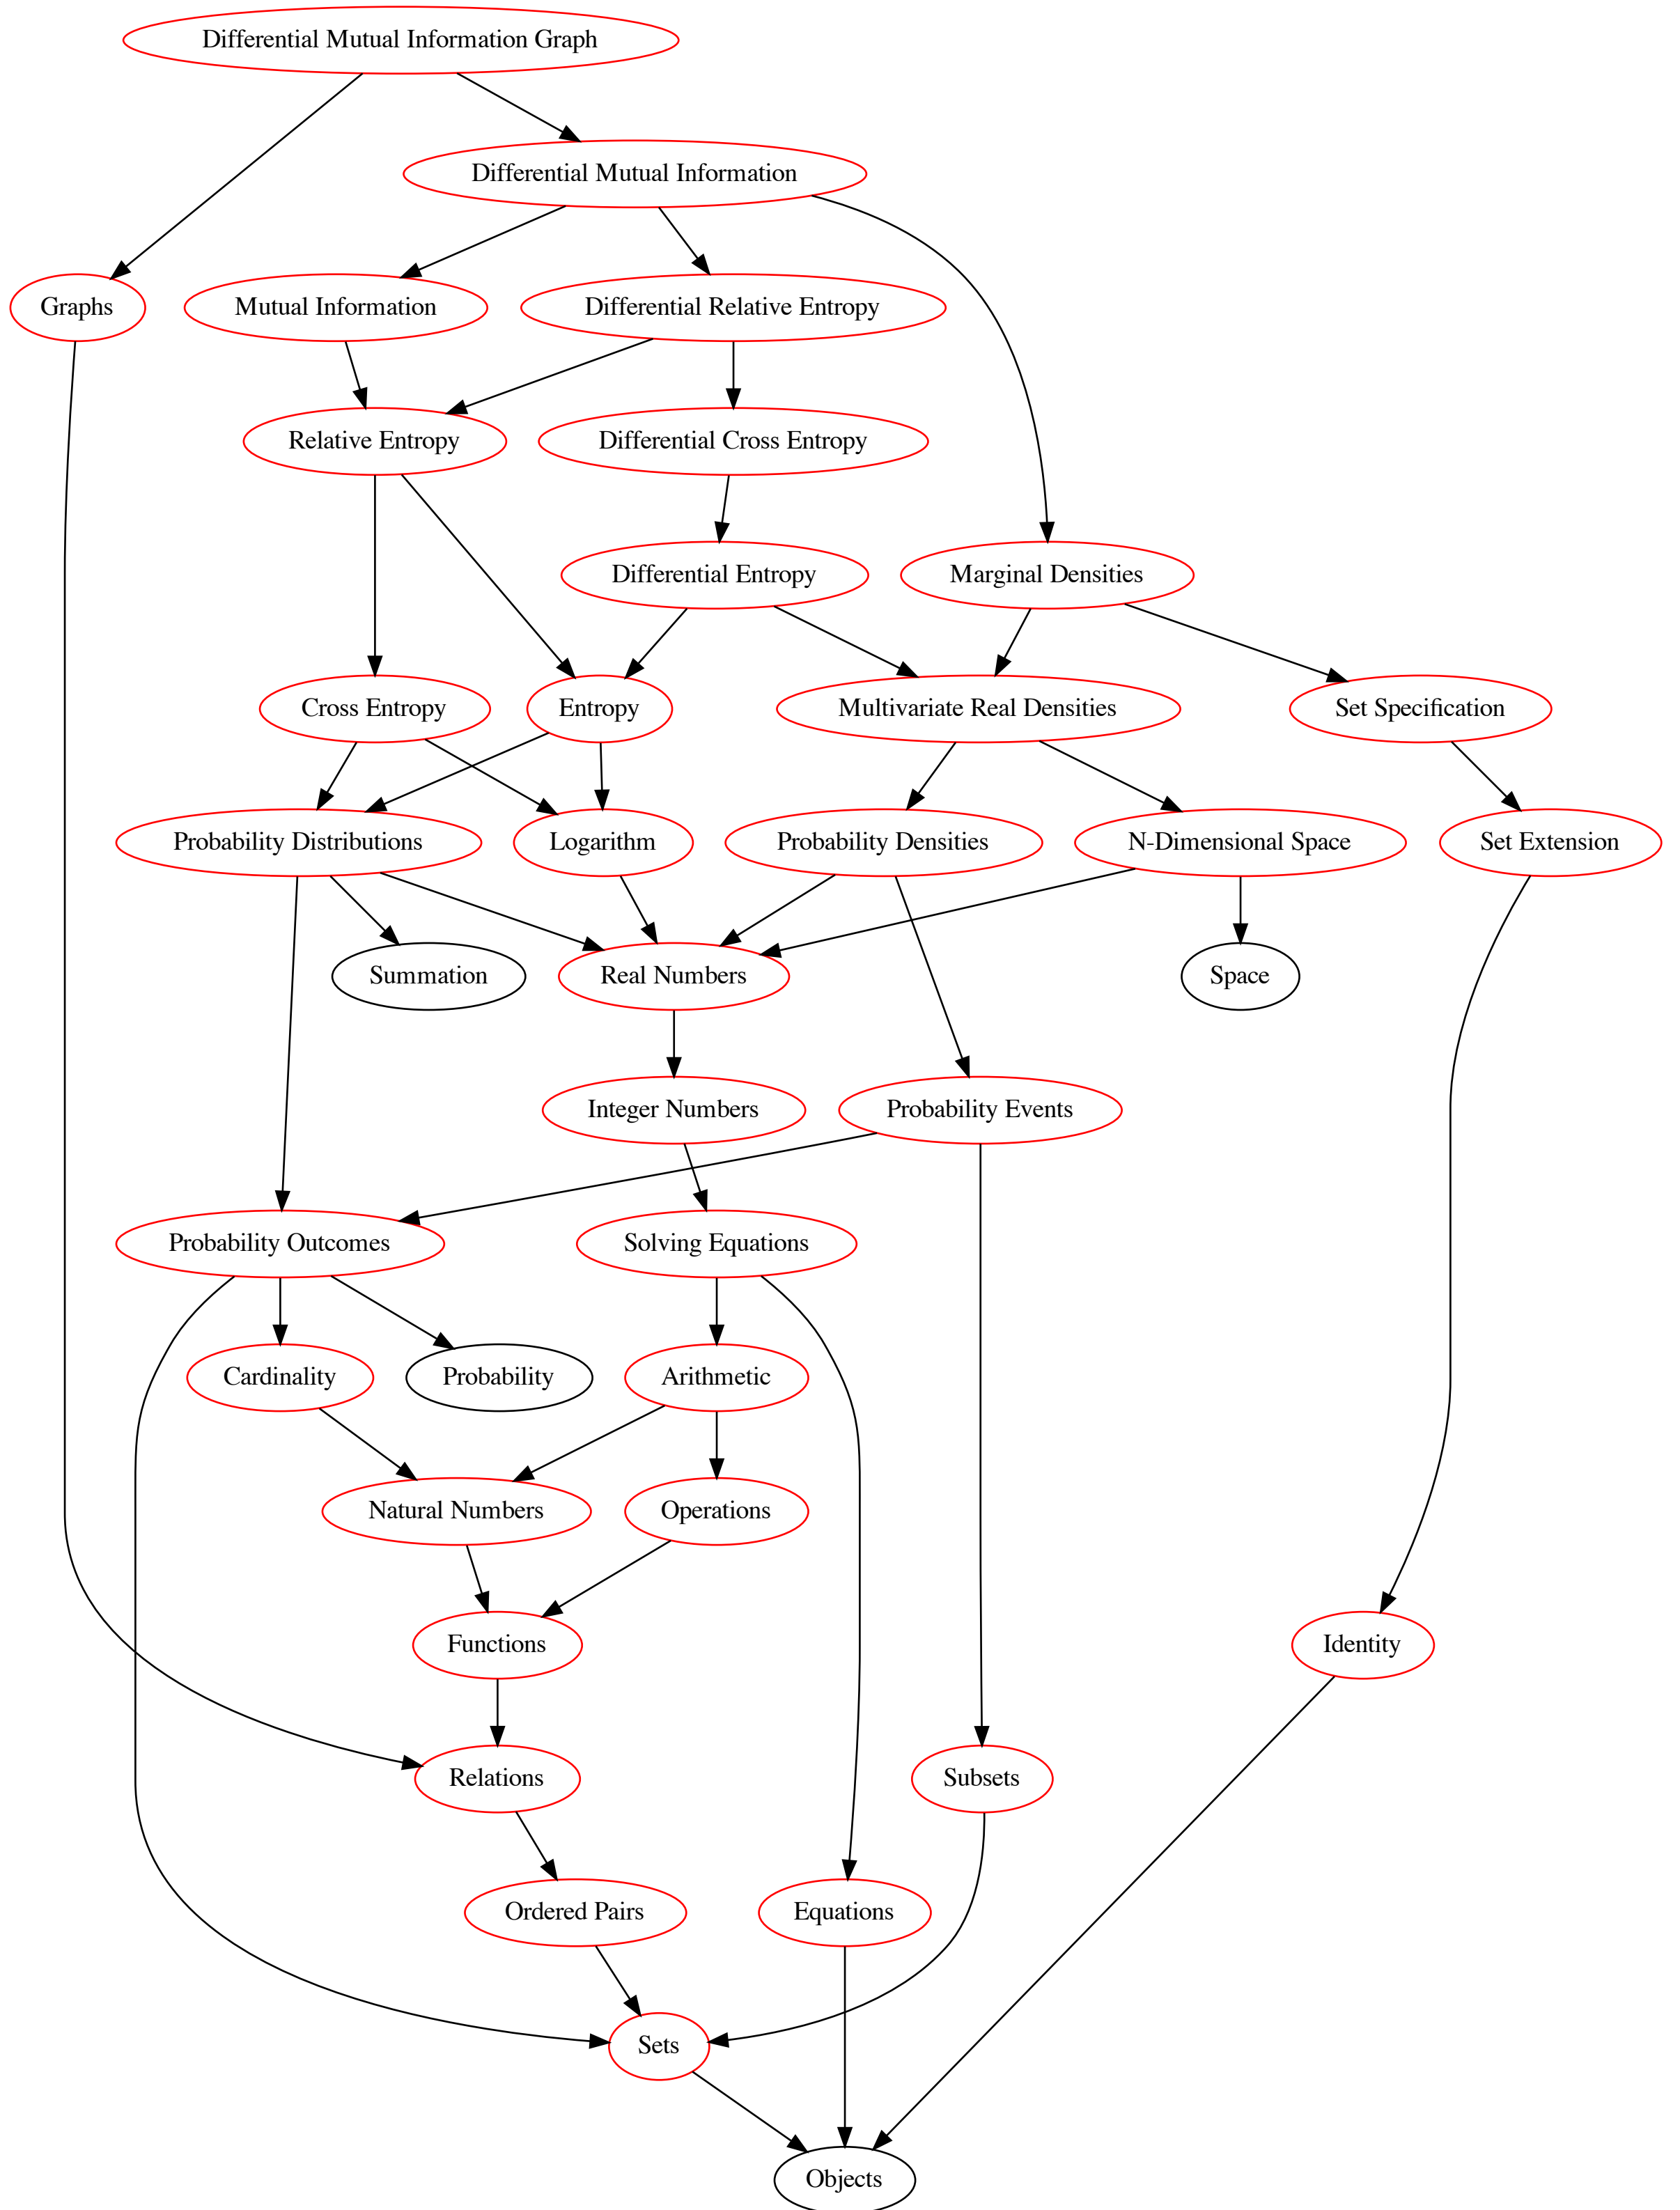 Differential Mutual Information Graph
Differential Mutual Information
Graphs
Mutual Information
Differential Relative Entropy
Relative Entropy
Differential Cross Entropy
Differential Entropy
Marginal Densities
Cross Entropy
Entropy
Multivariate Real Densities
Set Specification
Probability Distributions
Logarithm
Probability Densities
N-Dimensional Space
Set Extension
Summation
Real Numbers
Space
Integer Numbers
Probability Events
Probability Outcomes
Solving Equations
Cardinality
Probability
Arithmetic
Natural Numbers
Operations
Functions
Identity
Relations
Subsets
Ordered Pairs
Equations
Sets
Objects